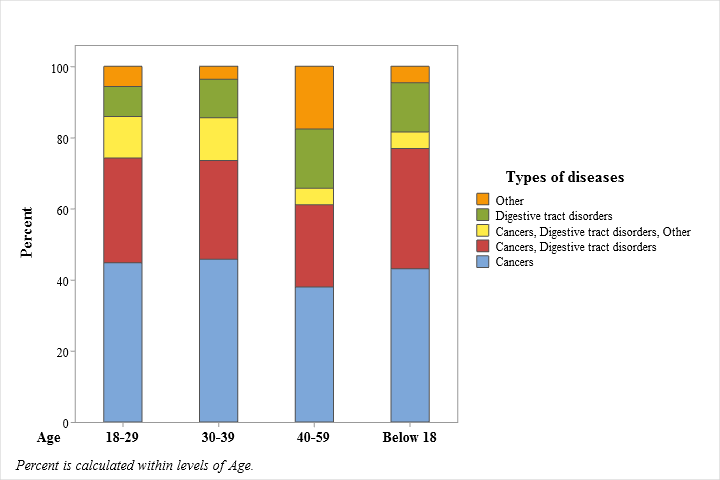 100
80
60
40
20
0
Percent
Age
18-29
30-39
40-59
Below 18
Types of diseases
Other
Digestive tract disorders
Cancers, Digestive tract disorders, Other
Cancers, Digestive tract disorders
Cancers
Percent is calculated within levels of Age.